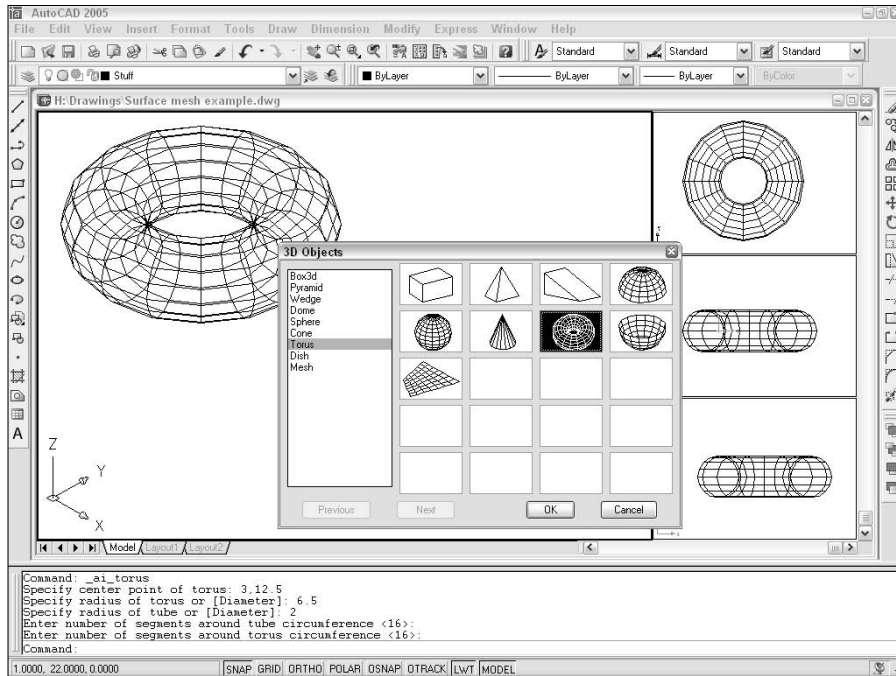 AutoCAD 2005
File Edit View Insert Format Tools Draw Dimension Modify Express Window Help
Standard Standard Standard
Stuff ByLayer ByLayer ByLayer ByColor
H:\Drawings\Surface mesh example.dwg
3D Objects
Box3d
Pyramid
Wedge
Dome
Sphere
Cone
Torus
Dish
Mesh
Z
Y
X
Previous Next OK Cancel
Model Layout1 Layout2
Command: _ai_torus
Specify center point of torus: 3,12.5
Specify radius of torus or [Diameter]: 6.5
Specify radius of tube or [Diameter]: 2
Enter number of segments around tube circumference <16>:
Enter number of segments around torus circumference <16>:
Command:
1.0000, 22.0000, 0.0000 SNAP GRID ORTHO POLAR OSNAP OTRACK LWT MODEL